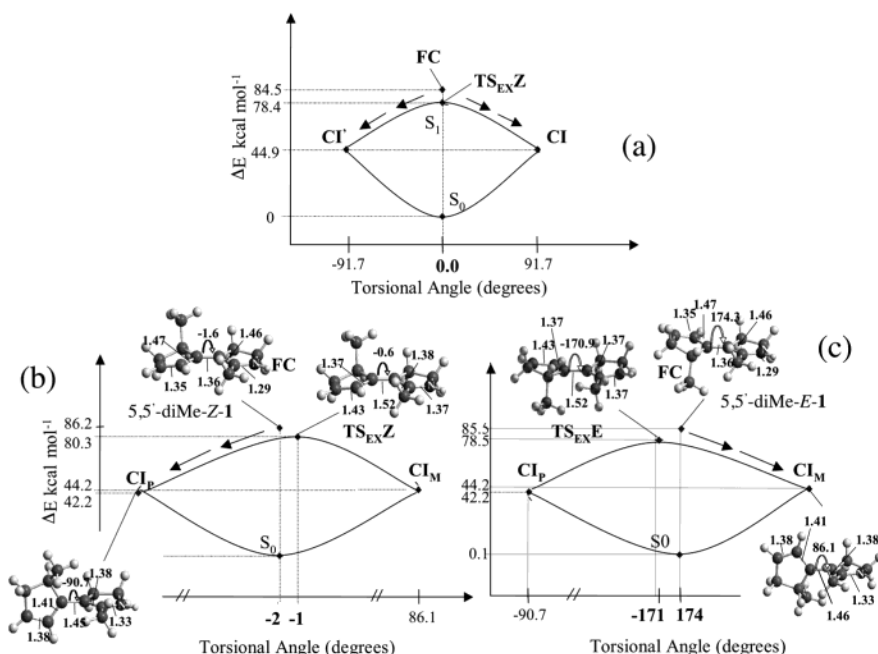 FC
84.5
78.4
TS_EX Z
S1
CI'
CI
44.9
(a)
ΔE kcal mol-1
S0
0
-91.7
0.0
91.7
Torsional Angle (degrees)
(b)
1.47
-1.6
1.46
FC
1.35
1.36
1.29
5,5'-diMe-Z-1
1.37
-0.6
1.38
1.43
1.52
1.37
TS_EX Z
86.2
80.3
CI_P
CI_M
44.2
42.2
ΔE kcal mol-1
S0
1.38
-90.7
1.41
1.38
1.45
1.33
-2
-1
86.1
Torsional Angle (degrees)
(c)
1.37
1.43
-170.9
1.37
1.52
1.37
TS_EX E
1.35
1.47
174.3
1.46
FC
1.36
1.29
5,5'-diMe-E-1
85.5
78.5
CI_P
CI_M
44.2
42.2
ΔE kcal mol-1
S0
0.1
1.41
1.38
86.1
1.38
1.33
1.46
-90.7
-171
174
Torsional Angle (degrees)